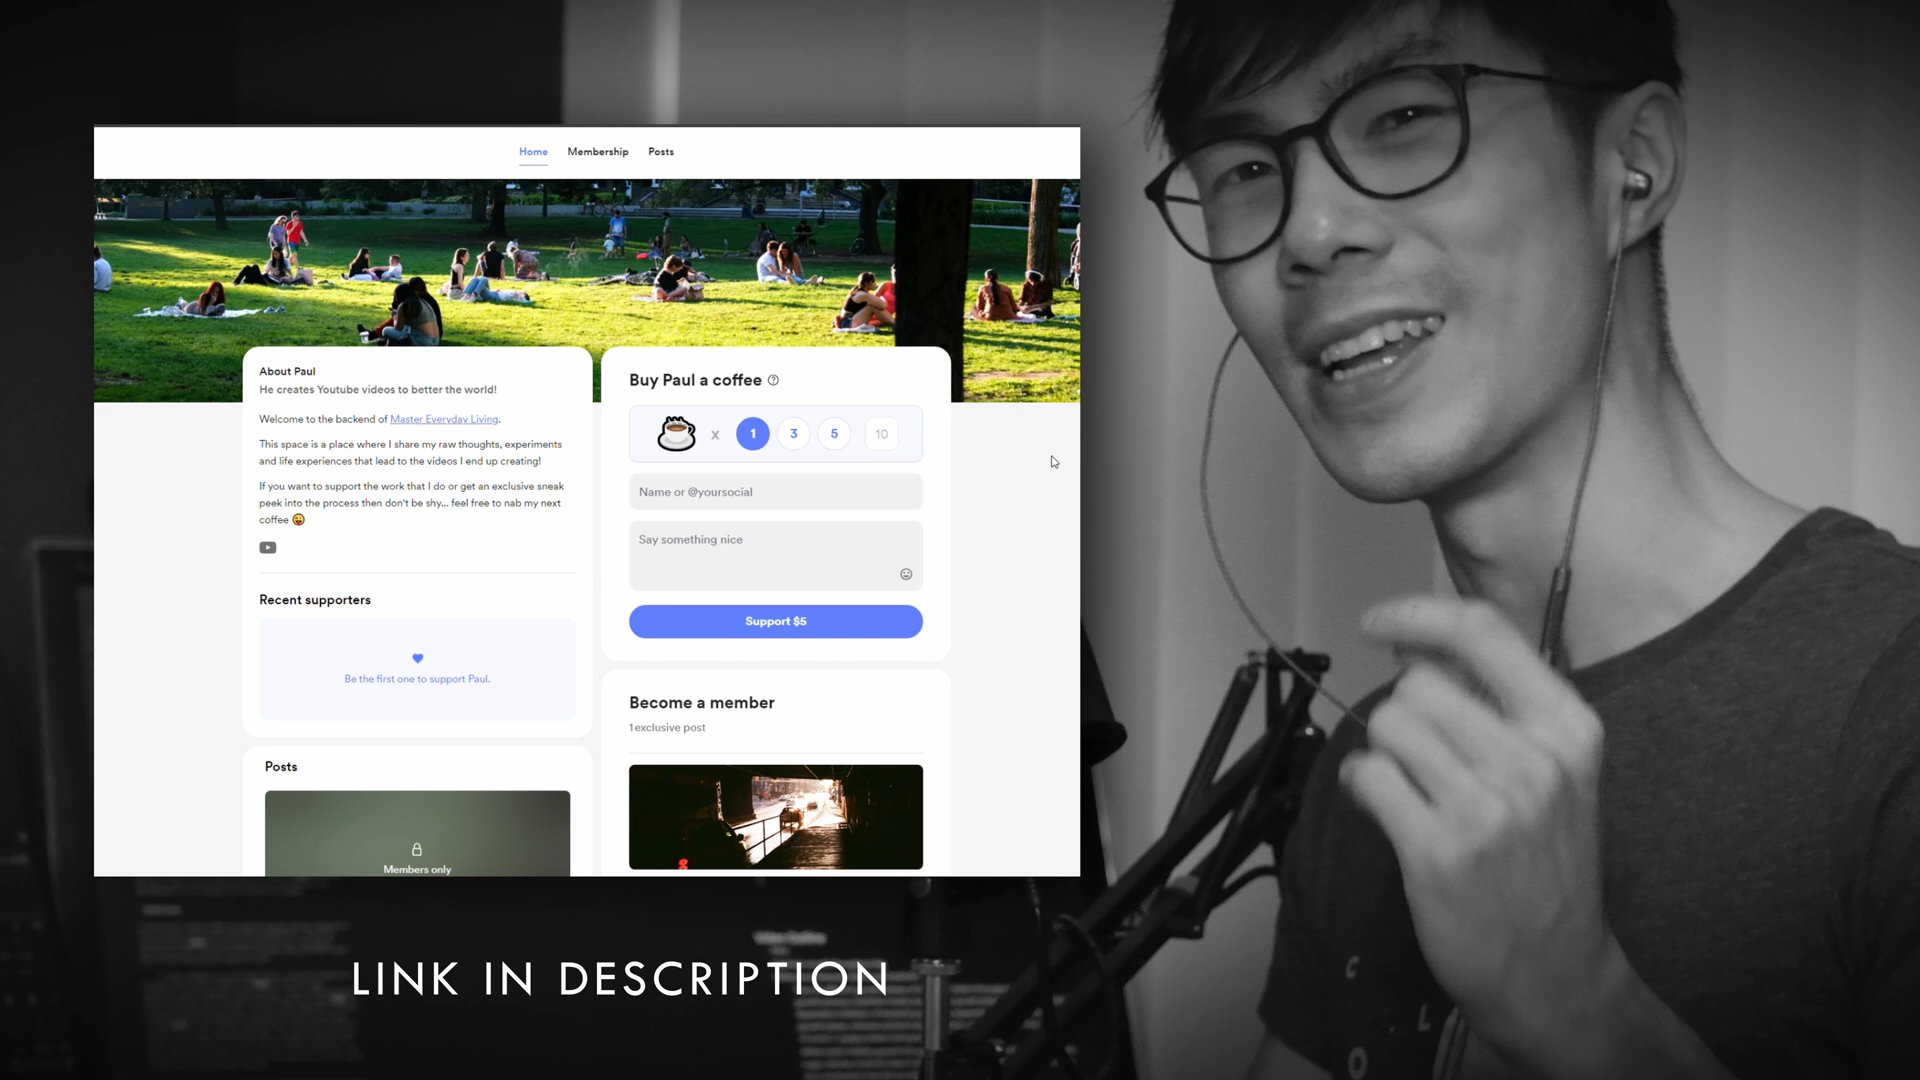 Home Membership Posts
About Paul
He creates Youtube videos to better the world!
Welcome to the backend of Master Everyday Living.
This space is a place where I share my raw thoughts, experiments
and life experiences that lead to the videos I end up creating!
If you want to support the work that I do or get an exclusive sneak
peek into the process then don't be shy... feel free to nab my next
coffee 😜
Recent supporters
Be the first one to support Paul.
Posts
Members only
Buy Paul a coffee
x 1 3 5 10
Name or @yoursocial
Say something nice
Support $5
Become a member
1 exclusive post
LINK IN DESCRIPTION